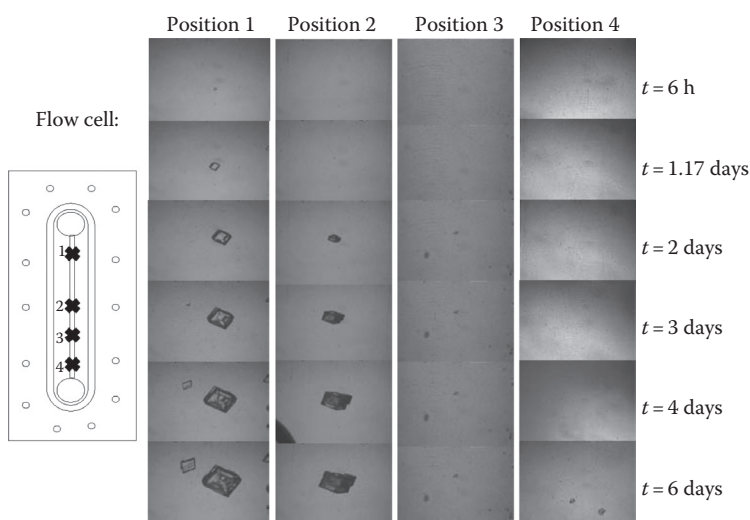 Position 1
Position 2
Position 3
Position 4
Flow cell:
1
2
3
4
t = 6 h
t = 1.17 days
t = 2 days
t = 3 days
t = 4 days
t = 6 days